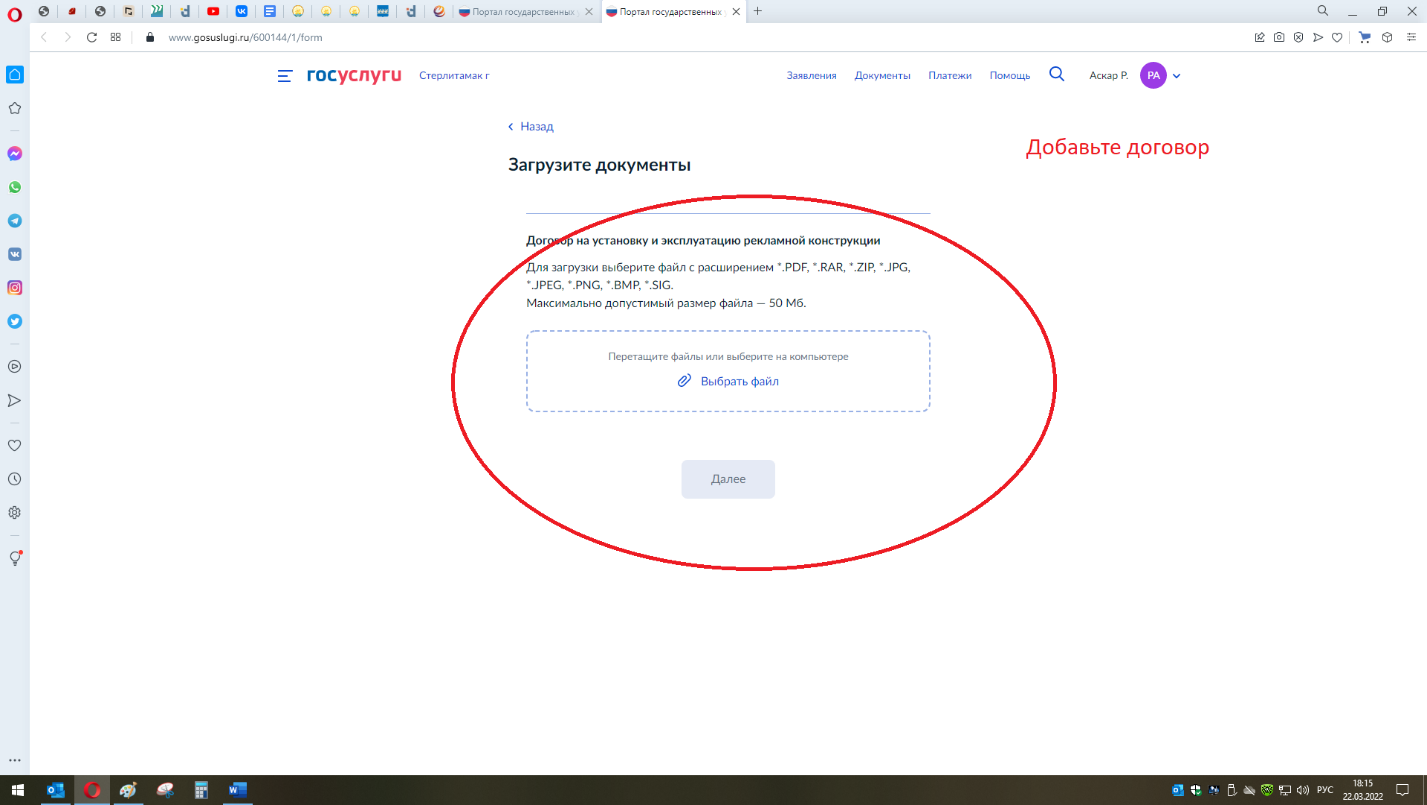 Портал государственных
Портал государственных
www.gosuslugi.ru/600144/1/form
госуслуги
Стерлитамак г
Заявления
Документы
Платежи
Помощь
Аскар Р.
РА
Назад
Добавьте договор
Загрузите документы
Договор на установку и эксплуатацию рекламной конструкции
Для загрузки выберите файл с расширением *.PDF, *.RAR, *.ZIP, *.JPG,
*.JPEG, *.PNG, *.BMP, *.SIG.
Максимально допустимый размер файла — 50 Мб.
Перетащите файлы или выберите на компьютере
Выбрать файл
Далее
РУС
18:15
22.03.2022